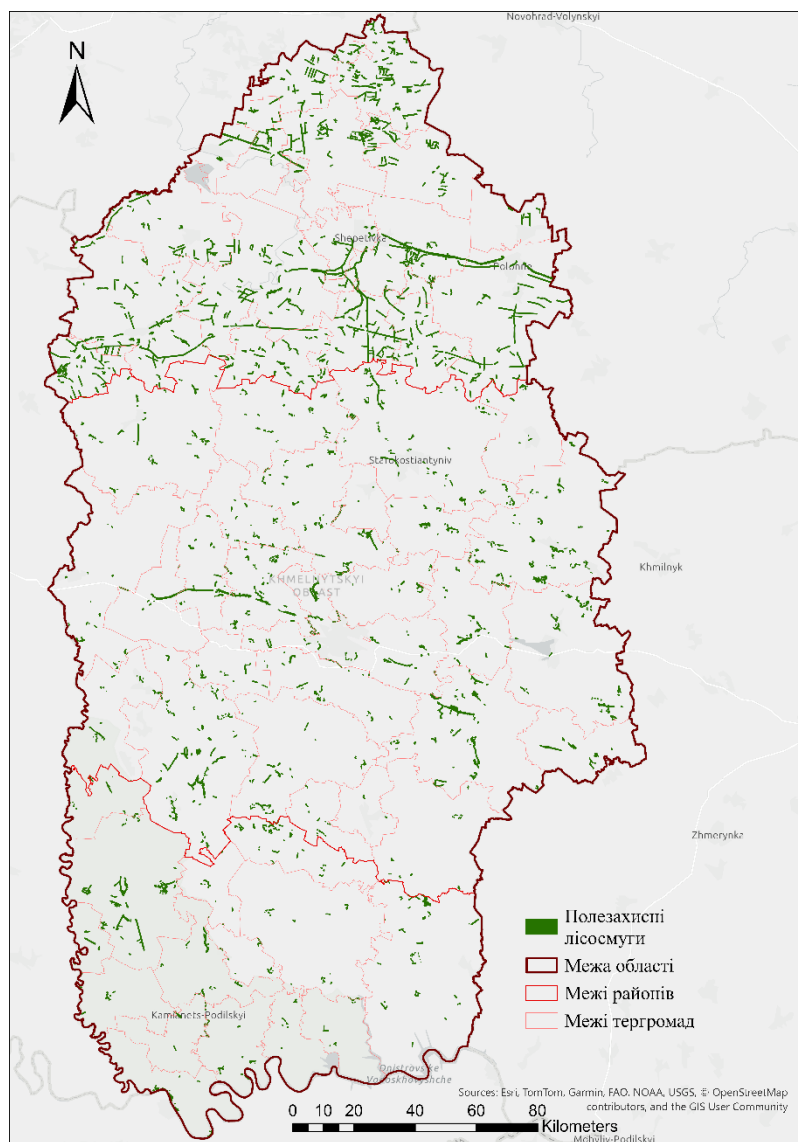 Novohrad-Volynskyi
N
Shepetivka
Polonne
Starokostiantyniv
Khmilnyk
KHMELNYTSKYI
OBLAST
Zhmerynka
Полезахисні
лісосмуги
Межа області
Межі районів
Межі тергромад
Kamianets-Podilskyi
Dnistrovske
Vodoskhovyshche
Sources: Esri, TomTom, Garmin, FAO, NOAA, USGS, © OpenStreetMap
contributors, and the GIS User Community
0 10 20 40 60 80
Kilometers
Mohyliv-Podilskyi